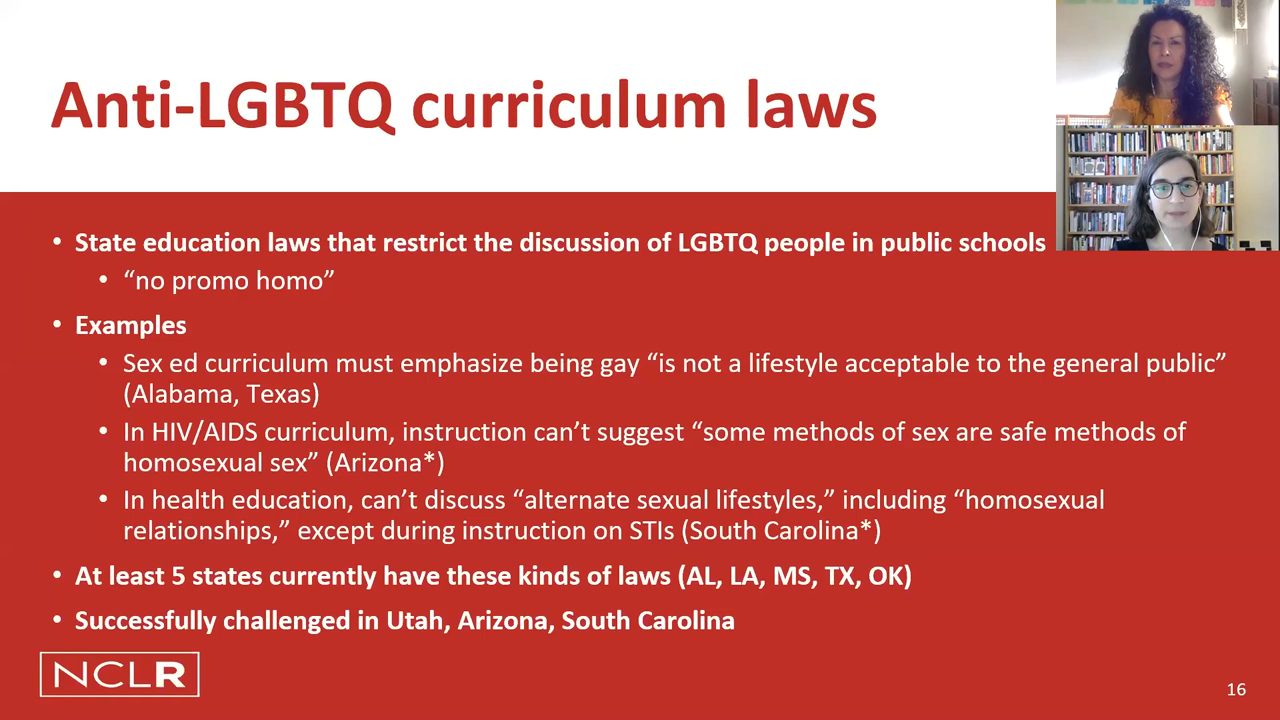 Anti-LGBTQ curriculum laws
• State education laws that restrict the discussion of LGBTQ people in public schools
• “no promo homo”
• Examples
• Sex ed curriculum must emphasize being gay “is not a lifestyle acceptable to the general public”
(Alabama, Texas)
• In HIV/AIDS curriculum, instruction can’t suggest “some methods of sex are safe methods of
homosexual sex” (Arizona*)
• In health education, can’t discuss “alternate sexual lifestyles,” including “homosexual
relationships,” except during instruction on STIs (South Carolina*)
• At least 5 states currently have these kinds of laws (AL, LA, MS, TX, OK)
• Successfully challenged in Utah, Arizona, South Carolina
NCLR
16